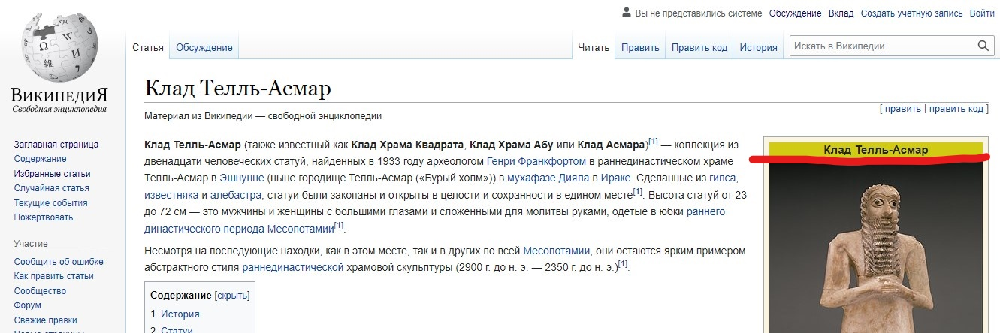 Вы не представились системе Обсуждение Вклад Создать учётную запись Войти
ВИКИПЕДИЯ
Свободная энциклопедия
Статья Обсуждение Читать Править Править код История Искать в Википедии
Клад Телль-Асмар
Материал из Википедии — свободной энциклопедии
[ править | править код ]
Заглавная страница
Содержание
Избранные статьи
Случайная статья
Текущие события
Пожертвовать
Участие
Сообщить об ошибке
Как править статьи
Сообщество
Форум
Свежие правки
Новые страницы
Клад Телль-Асмар (также известный как Клад Храма Квадрата, Клад Храма Абу или Клад Асмара)[1] — коллекция из
двенадцати человеческих статуй, найденных в 1933 году археологом Генри Франкфортом в раннединастическом храме
Телль-Асмар в Эшнунне (ныне городище Телль-Асмар («Бурый холм»)) в мухафазе Дияла в Ираке. Сделанные из гипса,
известняка и алебастра, статуи были закопаны и открыты в целости и сохранности в едином месте[1]. Высота статуй от 23
до 72 см — это мужчины и женщины с большими глазами и сложенными для молитвы руками, одетые в юбки раннего
династического периода Месопотамии[1].
Несмотря на последующие находки, как в этом месте, так и в других по всей Месопотамии, они остаются ярким примером
абстрактного стиля раннединастической храмовой скульптуры (2900 г. до н. э. — 2350 г. до н. э.)[1].
Содержание [скрыть]
1 История
2 Статуи
Клад Телль-Асмар